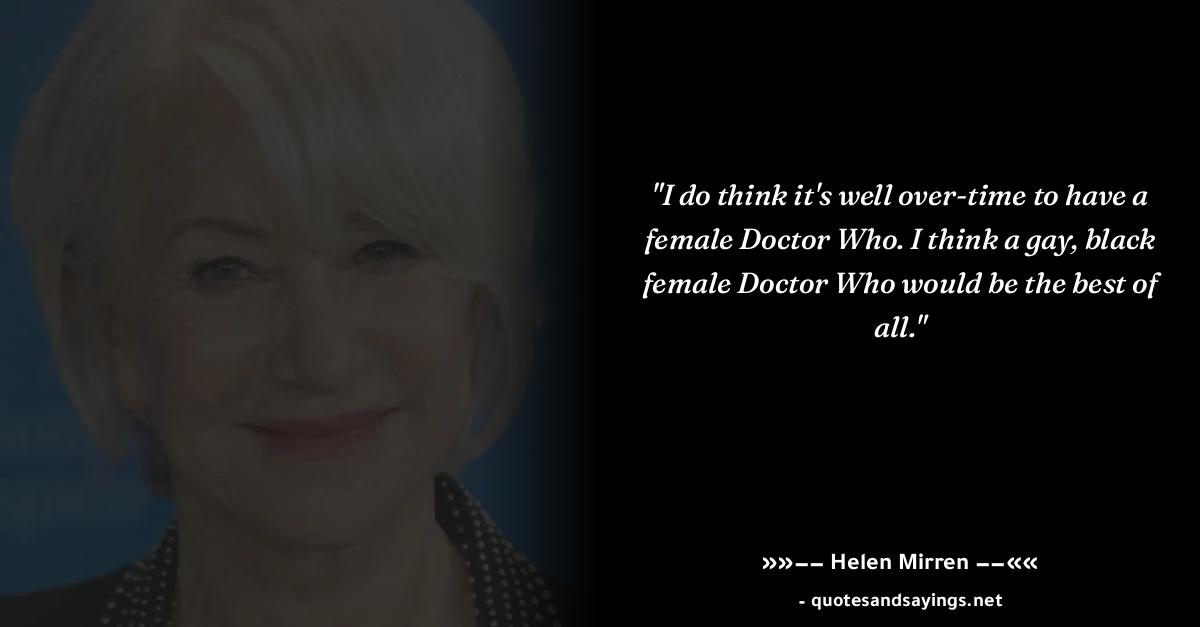 "I do think it's well over-time to have a
female Doctor Who. I think a gay, black
female Doctor Who would be the best of
all."
»»–– Helen Mirren ––««
- quotesandsayings.net